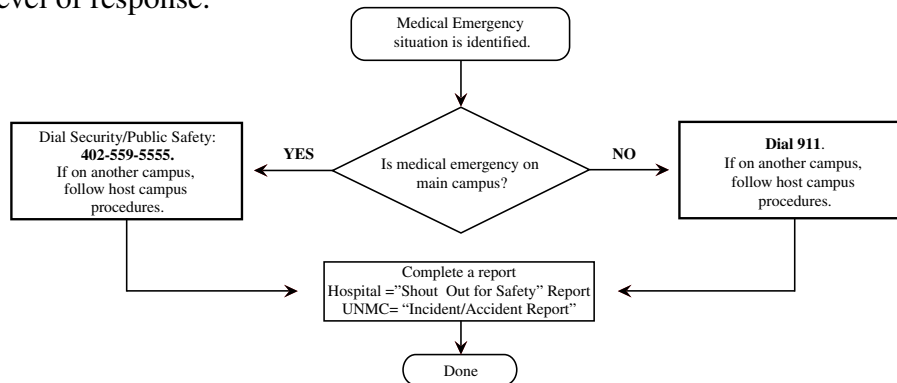 level of response.
Medical Emergency
situation is identified.
Dial Security/Public Safety:
402-559-5555.
If on another campus,
follow host campus
procedures.
YES
Is medical emergency on
main campus?
NO
Dial 911.
If on another campus,
follow host campus
procedures.
Complete a report
Hospital =”Shout  Out for Safety” Report
UNMC= “Incident/Accident Report”
Done